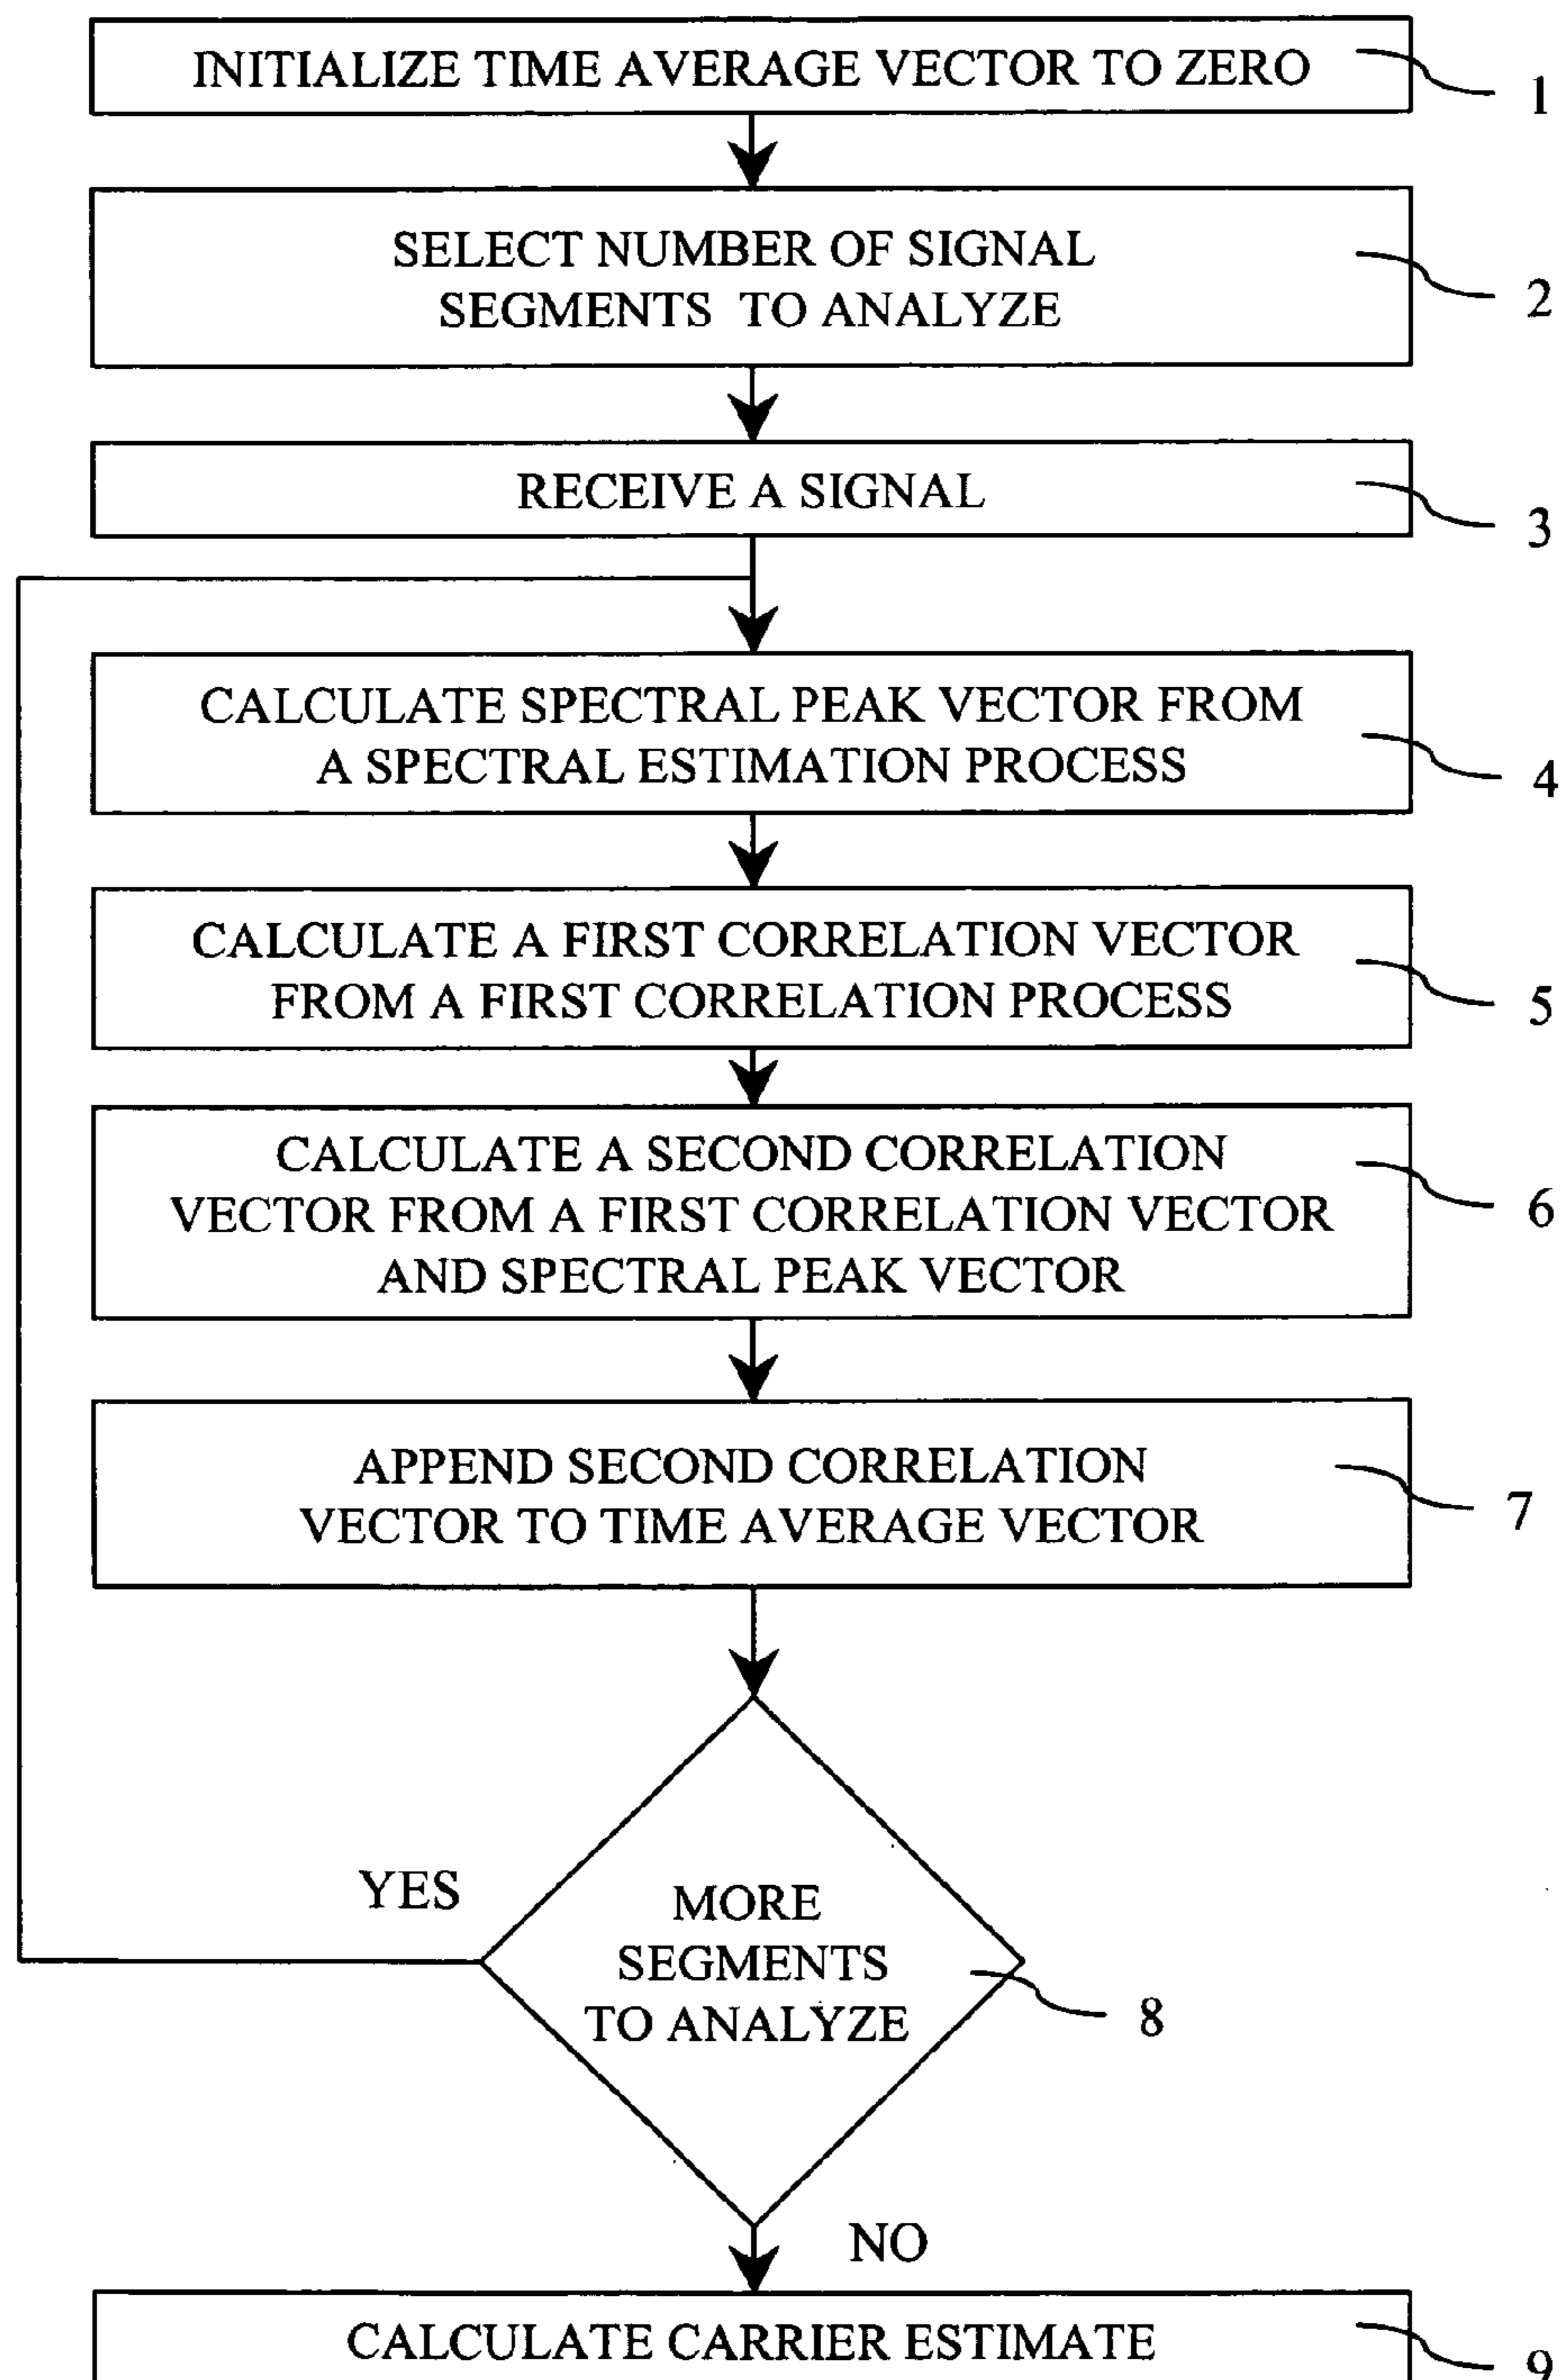 INITIALIZE TIME AVERAGE VECTOR TO ZERO
1
SELECT NUMBER OF SIGNAL
SEGMENTS TO ANALYZE
2
RECEIVE A SIGNAL
3
CALCULATE SPECTRAL PEAK VECTOR FROM
A SPECTRAL ESTIMATION PROCESS
4
CALCULATE A FIRST CORRELATION VECTOR
FROM A FIRST CORRELATION PROCESS
5
CALCULATE A SECOND CORRELATION
VECTOR FROM A FIRST CORRELATION VECTOR
AND SPECTRAL PEAK VECTOR
6
APPEND SECOND CORRELATION
VECTOR TO TIME AVERAGE VECTOR
7
YES
MORE
SEGMENTS
TO ANALYZE
8
NO
CALCULATE CARRIER ESTIMATE
9